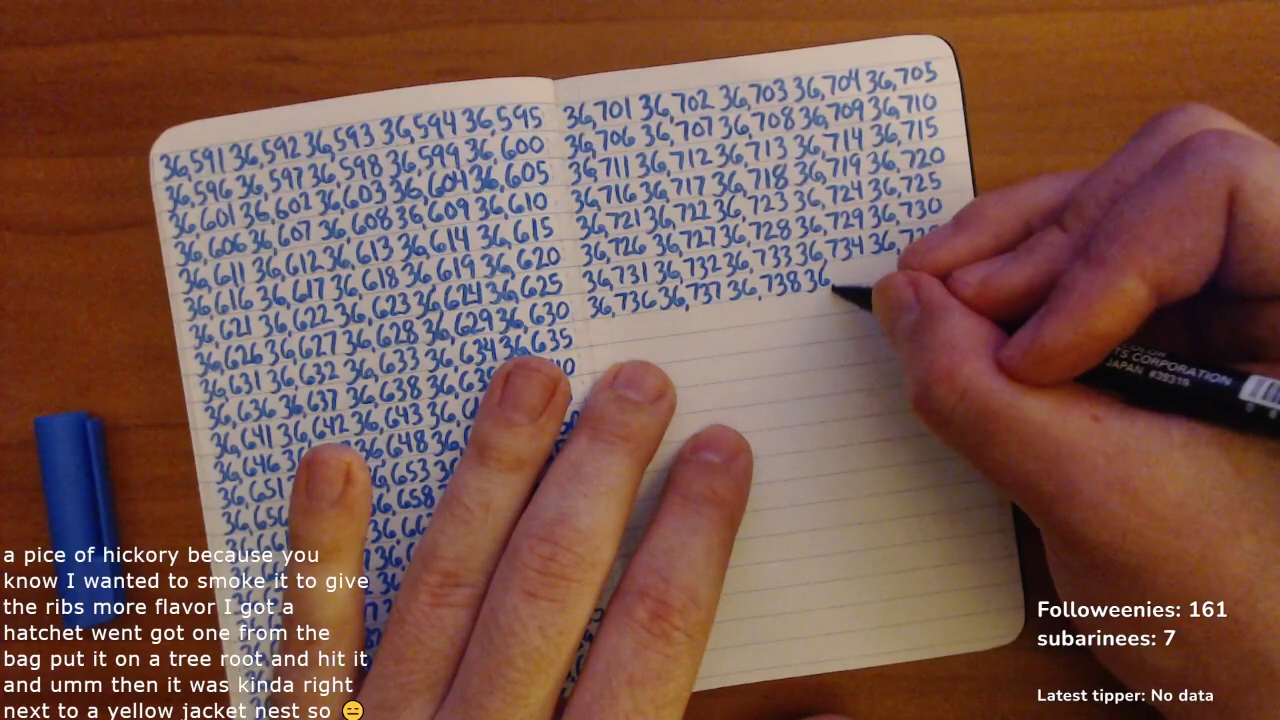 36,591 36,592 36,593 36,594 36,595
36,596 36,597 36,598 36,599 36,600
36,601 36,602 36,603 36,604 36,605
36,606 36,607 36,608 36,609 36,610
36,611 36,612 36,613 36,614 36,615
36,616 36,617 36,618 36,619 36,620
36,621 36,622 36,623 36,624 36,625
36,626 36,627 36,628 36,629 36,630
36,631 36,632 36,633 36,634 36,635
36,636 36,637 36,638
36,641 36,642 36,643
36,646 36,648
36,653
36,658
36,701 36,702 36,703 36,704 36,705
36,706 36,707 36,708 36,709 36,710
36,711 36,712 36,713 36,714 36,715
36,716 36,717 36,718 36,719 36,720
36,721 36,722 36,723 36,724 36,725
36,726 36,727 36,728 36,729 36,730
36,731 36,732 36,733 36,734
36,736 36,737 36,738 36,
CORPORATION
JAPAN
a pice of hickory because you
know I wanted to smoke it to give
the ribs more flavor I got a
hatchet went got one from the
bag put it on a tree root and hit it
and umm then it was kinda right
next to a yellow jacket nest so 😑
Followeenies: 161
subarinees: 7
Latest tipper: No data